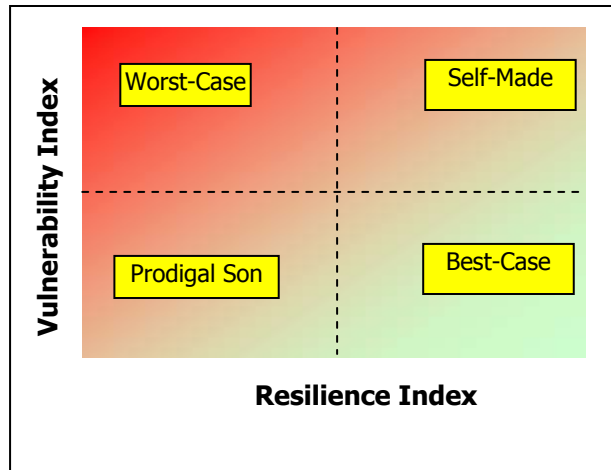 Worst-Case
Self-Made
Prodigal Son
Best-Case
Vulnerability Index
Resilience Index